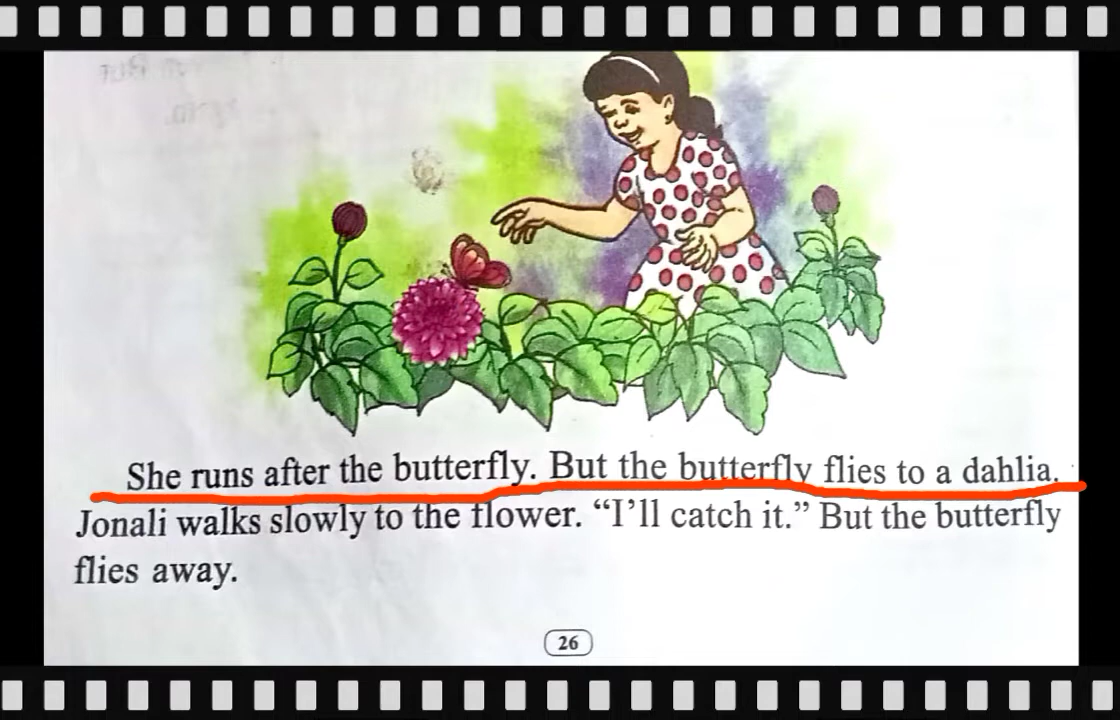 She runs after the butterfly. But the butterfly flies to a dahlia.
Jonali walks slowly to the flower. “I’ll catch it.” But the butterfly
flies away.
26